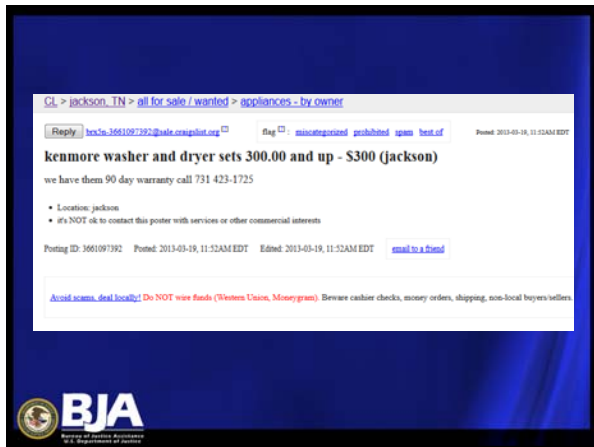 CL > jackson, TN > all for sale / wanted > appliances - by owner
Reply brx5n-3661097392@sale.craigslist.org [?] flag [?] : miscategorized prohibited spam best of Posted: 2013-03-19, 11:52AM EDT
kenmore washer and dryer sets 300.00 and up - $300 (jackson)
we have them 90 day warranty call 731 423-1725
• Location: jackson
• it's NOT ok to contact this poster with services or other commercial interests
Posting ID: 3661097392 Posted: 2013-03-19, 11:52AM EDT Edited: 2013-03-19, 11:52AM EDT email to a friend
Avoid scams, deal locally! Do NOT wire funds (Western Union, Moneygram). Beware cashier checks, money orders, shipping, non-local buyers/sellers.
BJA
Bureau of Justice Assistance
U.S. Department of Justice